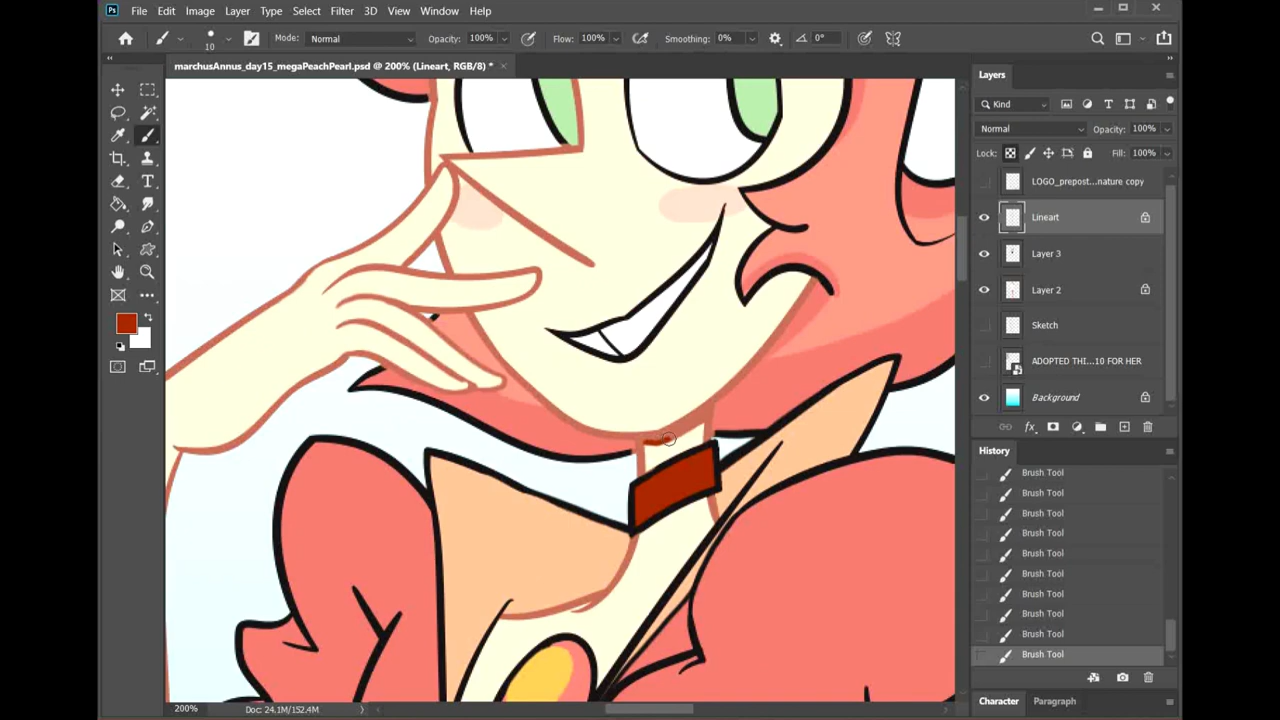 Ps File Edit Image Layer Type Select Filter 3D View Window Help
10 Mode: Normal Opacity: 100% Flow: 100% Smoothing: 0% 0°
marchusAnnus_day15_megaPeachPearl.psd @ 200% (Lineart, RGB/8) * ×
Layers
Kind
Normal Opacity: 100%
Lock: Fill: 100%
LOGO_prepost...nature copy
Lineart
Layer 3
Layer 2
Sketch
ADOPTED THI...10 FOR HER
Background
fx
History
Brush Tool
Brush Tool
Brush Tool
Brush Tool
Brush Tool
Brush Tool
Brush Tool
Brush Tool
Brush Tool
Brush Tool
Character Paragraph
200% Doc: 24.1M/152.4M